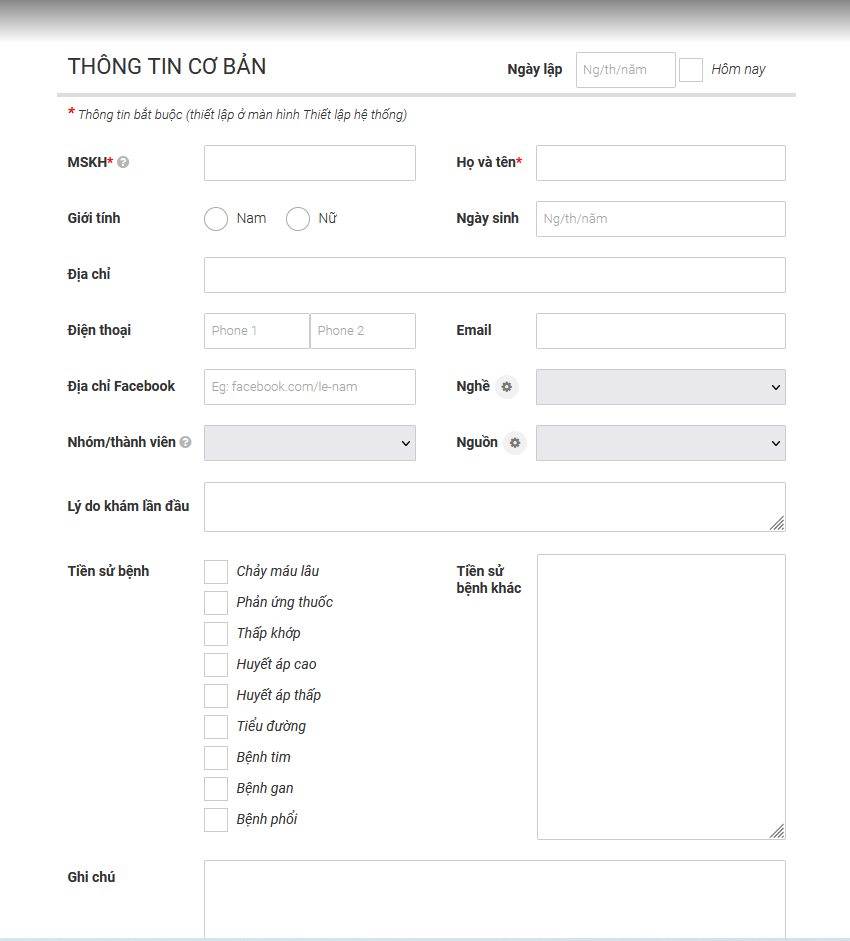 THÔNG TIN CƠ BẢN
Ngày lập Ng/th/năm Hôm nay
* Thông tin bắt buộc (thiết lập ở màn hình Thiết lập hệ thống)
MSKH* ? Họ và tên*
Giới tính Nam Nữ Ngày sinh Ng/th/năm
Địa chỉ
Điện thoại Phone 1 Phone 2 Email
Địa chỉ Facebook Eg: facebook.com/le-nam Nghề
Nhóm/thành viên ? Nguồn
Lý do khám lần đầu
Tiền sử bệnh
Chảy máu lâu
Phản ứng thuốc
Thấp khớp
Huyết áp cao
Huyết áp thấp
Tiểu đường
Bệnh tim
Bệnh gan
Bệnh phổi
Tiền sử
bệnh khác
Ghi chú